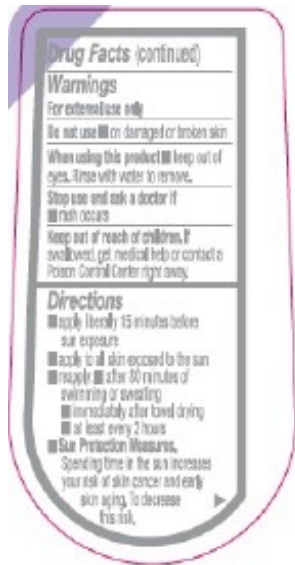 Drug Facts (continued)
Warnings
For external use only
Do not use ■ on damaged or broken skin
When using this product ■ keep out of
eyes. Rinse with water to remove.
Stop use and ask a doctor if
■ rash occurs
Keep out of reach of children. If
swallowed, get medical help or contact a
Poison Control Center right away.
Directions
■ apply liberally 15 minutes before
sun exposure
■ apply to all skin exposed to the sun
■ reapply: ■ after 80 minutes of
swimming or sweating
■ immediately after towel drying
■ at least every 2 hours
■ Sun Protection Measures.
Spending time in the sun increases
your risk of skin cancer and early
skin aging. To decrease
this risk,